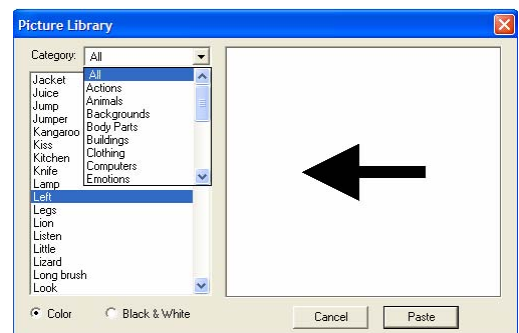 Picture Library
Category: All
All
Actions
Animals
Backgrounds
Body Parts
Buildings
Clothing
Computers
Emotions
Jacket
Juice
Jump
Jumper
Kangaroo
Kiss
Kitchen
Knife
Lamp
Left
Legs
Lion
Listen
Little
Lizard
Long brush
Look
Color
Black & White
Cancel
Paste